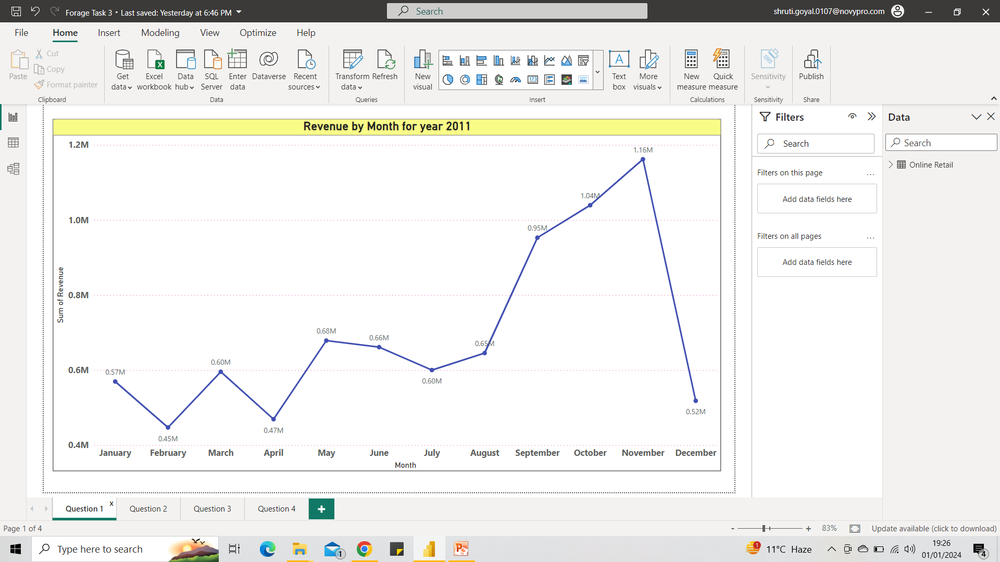 Forage Task 3 • Last saved: Yesterday at 6:46 PM
Search
shruti.goyal.0107@novypro.com
File Home Insert Modeling View Optimize Help
Paste
Cut
Copy
Format painter
Clipboard
Get data
Excel workbook
Data hub
SQL Server
Enter data
Dataverse
Recent sources
Data
Transform data
Refresh
Queries
New visual
123
Insert
A
Text box
More visuals
New measure
Quick measure
Calculations
Sensitivity
Sensitivity
Publish
Share
Revenue by Month for year 2011
1.2M
1.0M
0.8M
0.6M
0.4M
Sum of Revenue
0.57M
0.45M
0.60M
0.47M
0.68M
0.66M
0.60M
0.65M
0.95M
1.04M
1.16M
0.52M
January February March April May June July August September October November December
Month
Filters
Search
Filters on this page
...
Add data fields here
Filters on all pages
...
Add data fields here
Data
Search
Online Retail
Question 1 x
Question 2
Question 3
Question 4
+
Page 1 of 4
- + 83%
Update available (click to download)
Type here to search
1
1
11°C Haze
19:26
01/01/2024
4